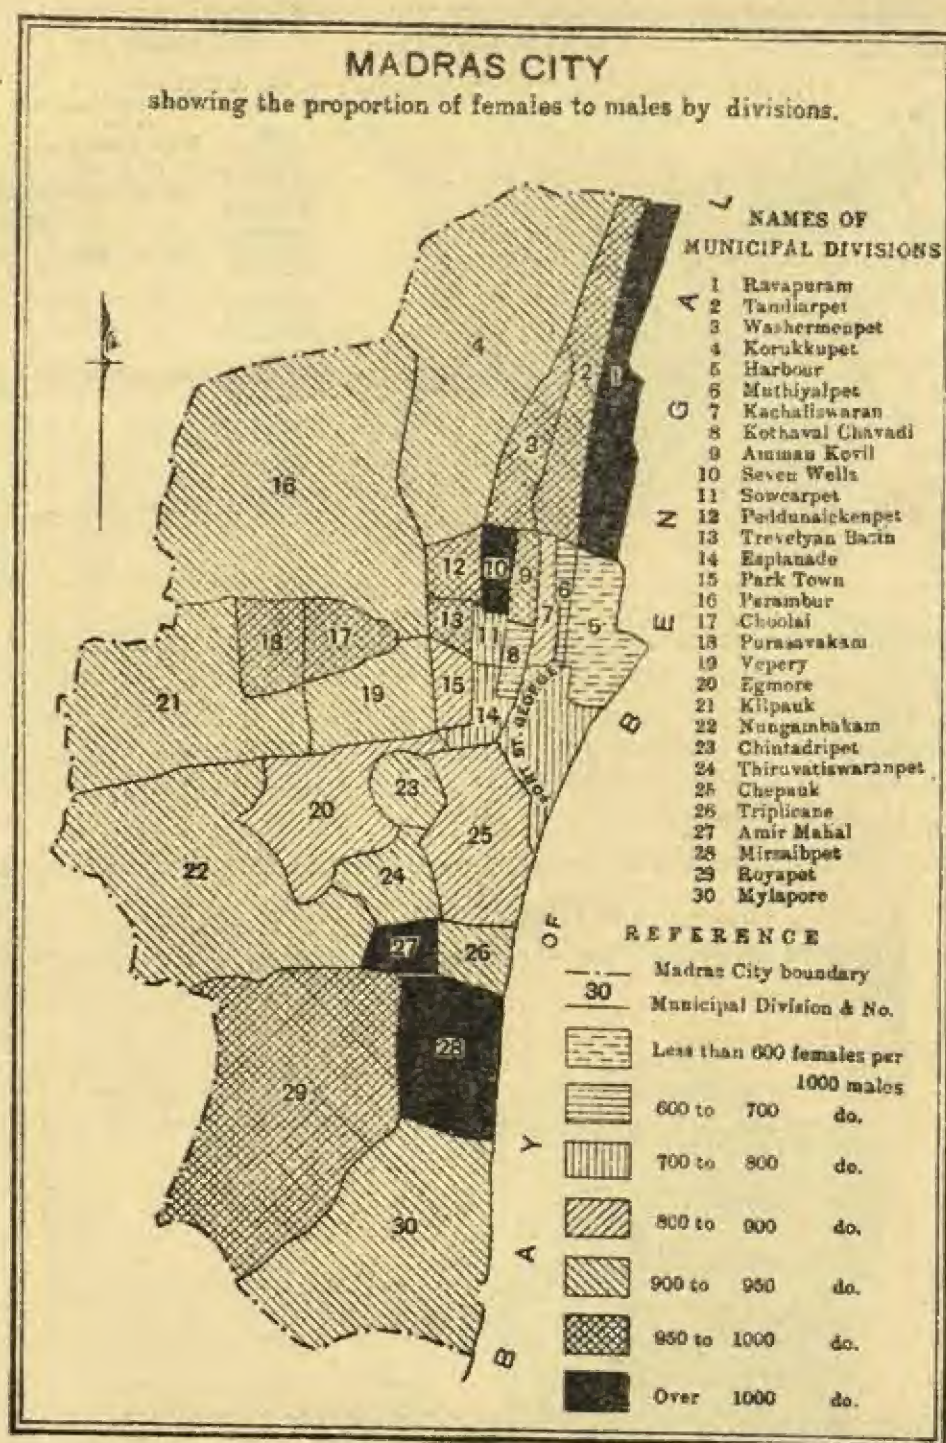 MADRAS CITY
showing the proportion of females to males by divisions.
NAMES OF
MUNICIPAL DIVISIONS
1 Rayapuram
2 Tandiarpet
3 Washermenpet
4 Korukkupet
5 Harbour
6 Muthiyalpet
7 Kachaliswaran
8 Kothaval Chavadi
9 Amman Kovil
10 Seven Wells
11 Sowcarpet
12 Peddunaickenpet
13 Trevelyan Basin
14 Esplanade
15 Park Town
16 Perambur
17 Choolai
18 Purasavakam
19 Vepery
20 Egmore
21 Kilpauk
22 Nungambakam
23 Chintadripet
24 Thiruvatiswaranpet
25 Chepauk
26 Triplicane
27 Amir Mahal
28 Mirsaibpet
29 Royapet
30 Mylapore
4
2
1
3
16
12
10
9
6
13
11
7
5
18
17
8
21
19
15
14
FORT ST. GEORGE
23
20
25
22
24
27
26
28
29
30
BAY OF BENGAL
REFERENCE
Madras City boundary
30 Municipal Division & No.
Less than 600 females per
1000 males
600 to 700 do.
700 to 800 do.
800 to 900 do.
900 to 950 do.
950 to 1000 do.
Over 1000 do.